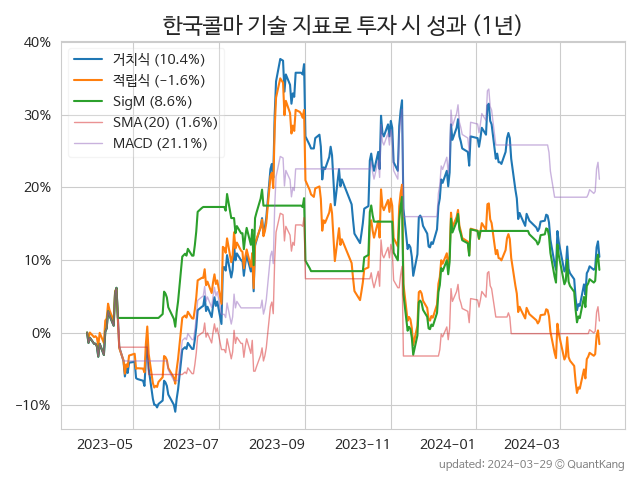 한국콜마 기술 지표로 투자 시 성과 (1년)
40%
30%
20%
10%
0%
−10%
거치식 (10.4%)
적립식 (−1.6%)
SigM (8.6%)
SMA(20) (1.6%)
MACD (21.1%)
2023-05
2023-07
2023-09
2023-11
2024-01
2024-03
updated: 2024-03-29 © QuantKang